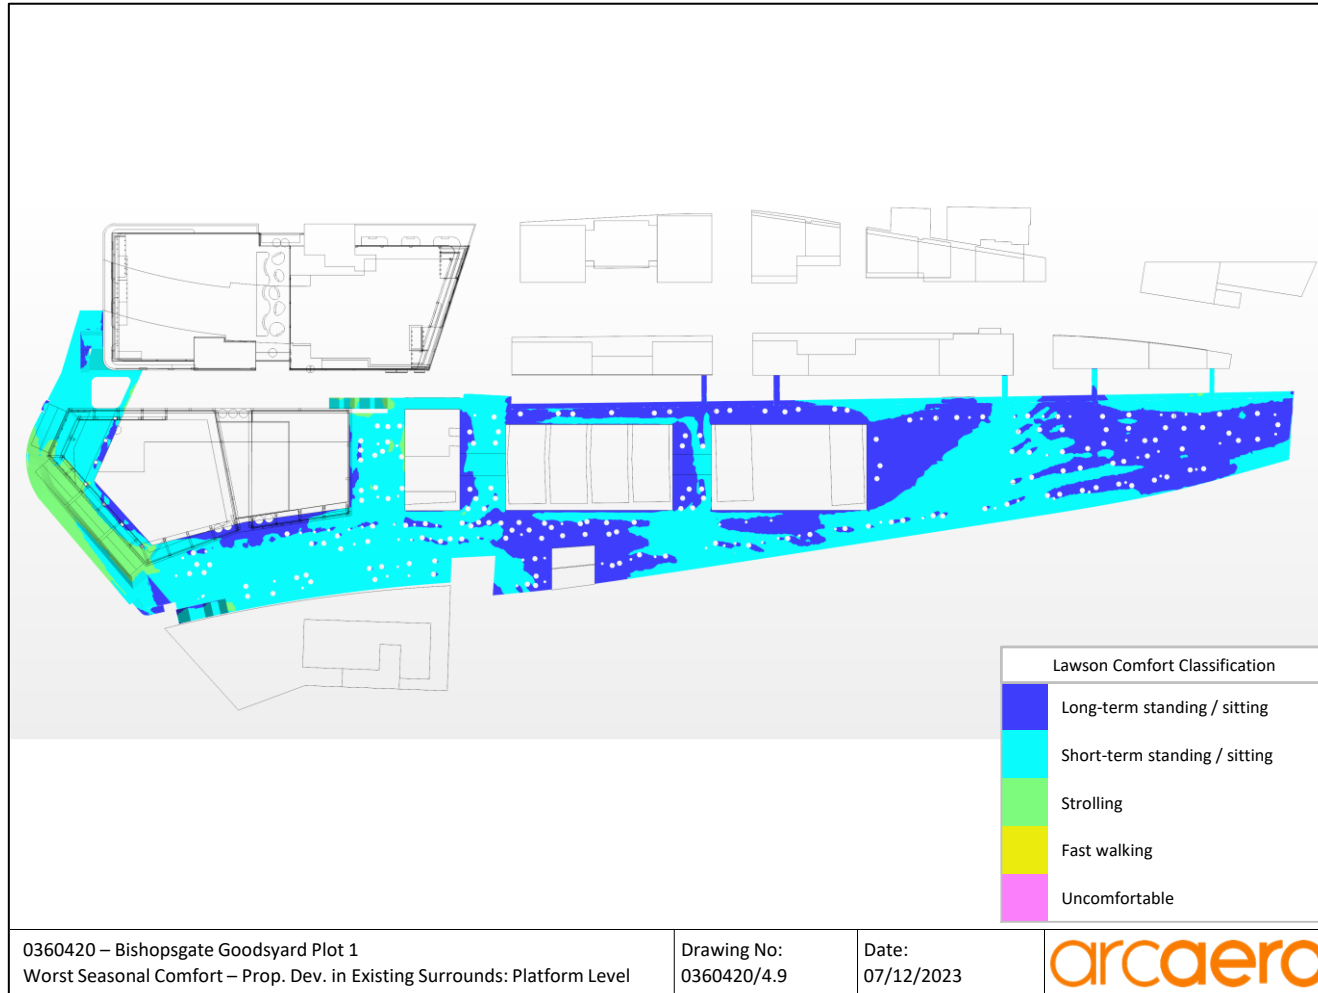 Lawson Comfort Classification
Long-term standing / sitting
Short-term standing / sitting
Strolling
Fast walking
Uncomfortable
0360420 – Bishopsgate Goodsyard Plot 1
Worst Seasonal Comfort – Prop. Dev. in Existing Surrounds: Platform Level
Drawing No:
0360420/4.9
Date:
07/12/2023
arcaero